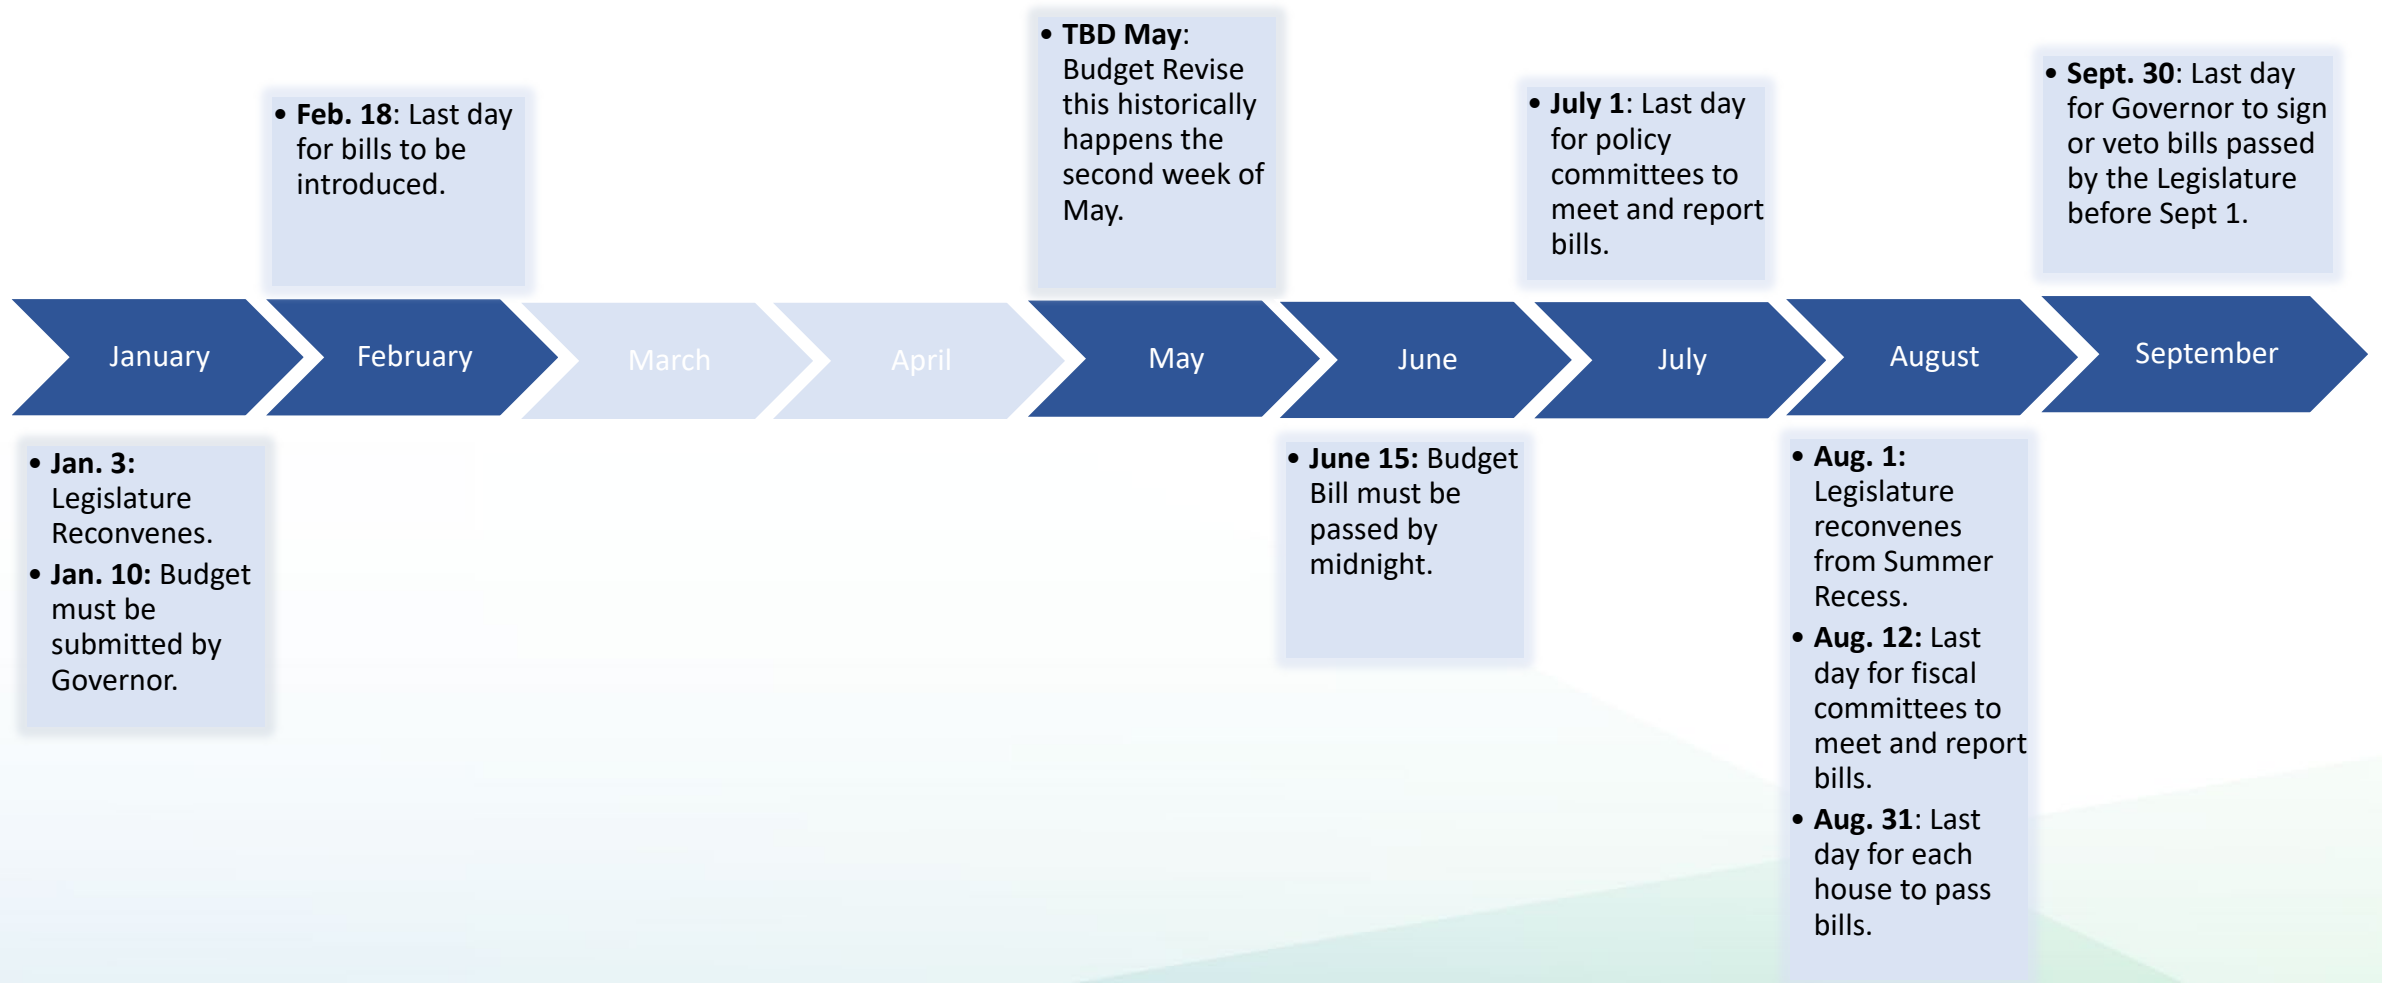 • TBD May:
Budget Revise
this historically
happens the
second week of
May.
• Feb. 18: Last day
for bills to be
introduced.
• July 1: Last day
for policy
committees to
meet and report
bills.
• Sept. 30: Last day
for Governor to sign
or veto bills passed
by the Legislature
before Sept 1.
January
February
March
April
May
June
July
August
September
• Jan. 3:
Legislature
Reconvenes.
• Jan. 10: Budget
must be
submitted by
Governor.
• June 15: Budget
Bill must be
passed by
midnight.
• Aug. 1:
Legislature
reconvenes
from Summer
Recess.
• Aug. 12: Last
day for fiscal
committees to
meet and report
bills.
• Aug. 31: Last
day for each
house to pass
bills.